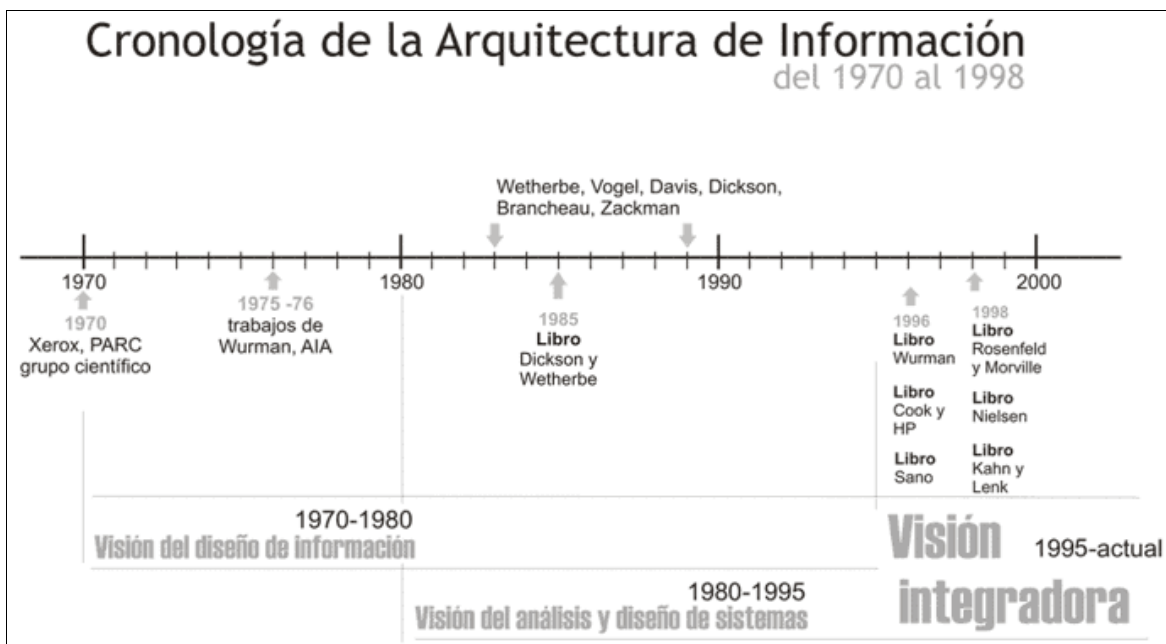 Cronología de la Arquitectura de Información
del 1970 al 1998
Wetherbe, Vogel, Davis, Dickson,
Brancheau, Zackman
1970
1980
1990
2000
1970
Xerox, PARC
grupo científico
1975 -76
trabajos de
Wurman, AIA
1985
Libro
Dickson y
Wetherbe
1996
Libro
Wurman
Libro
Cook y
HP
Libro
Sano
1998
Libro
Rosenfeld
y Morville
Libro
Nielsen
Libro
Kahn y
Lenk
1970-1980
Visión del diseño de información
1980-1995
Visión del análisis y diseño de sistemas
Visión
integradora
1995-actual